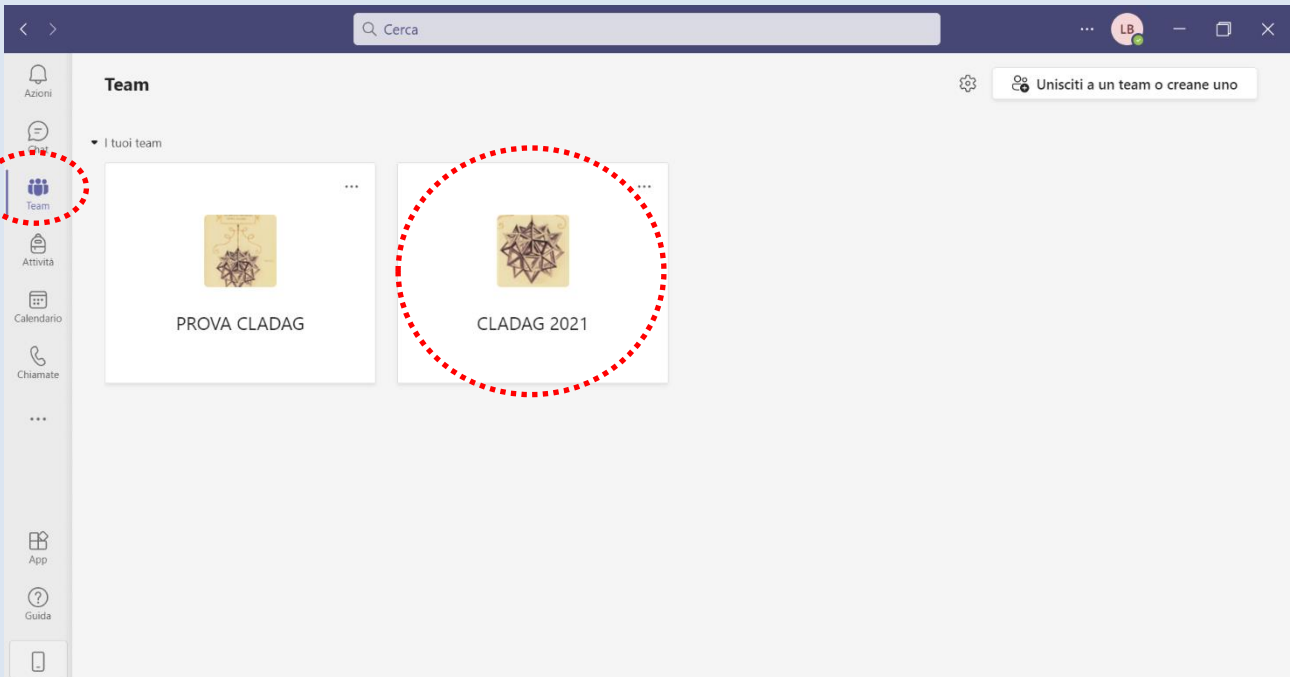 Cerca
LB
Azioni
Chat
Team
Attività
Calendario
Chiamate
App
Guida
Team
Unisciti a un team o creane uno
I tuoi team
PROVA CLADAG
CLADAG 2021